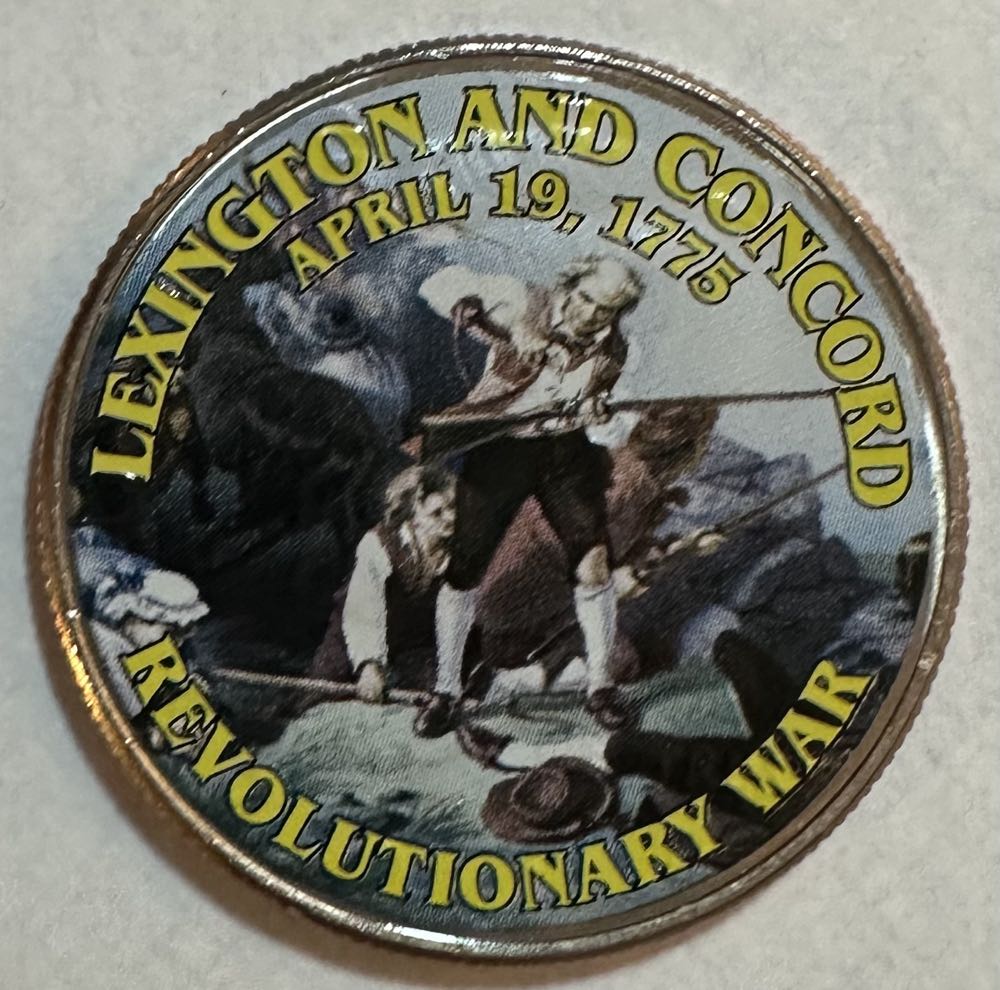 LEXINGTON AND CONCORD
APRIL 19, 1775
REVOLUTIONARY WAR